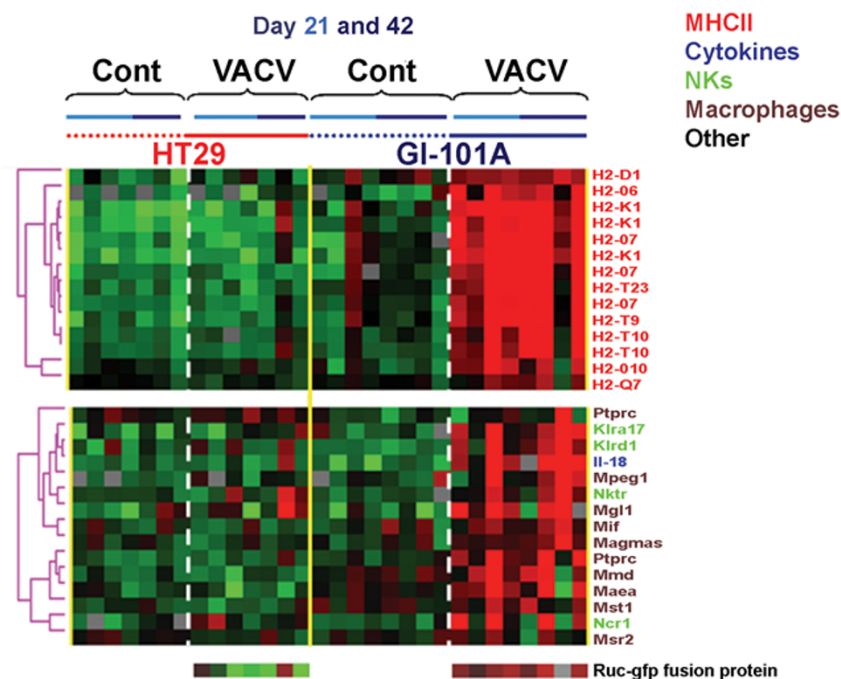 Day 21 and 42
Cont VACV Cont VACV
HT29 GI-101A
MHCII
Cytokines
NKs
Macrophages
Other
H2-D1
H2-06
H2-K1
H2-K1
H2-07
H2-K1
H2-07
H2-T23
H2-07
H2-T9
H2-T10
H2-T10
H2-010
H2-Q7
Ptprc
Klra17
Klrd1
Il-18
Mpeg1
Nktr
Mgl1
Mif
Magmas
Ptprc
Mmd
Maea
Mst1
Ncr1
Msr2
Ruc-gfp fusion protein